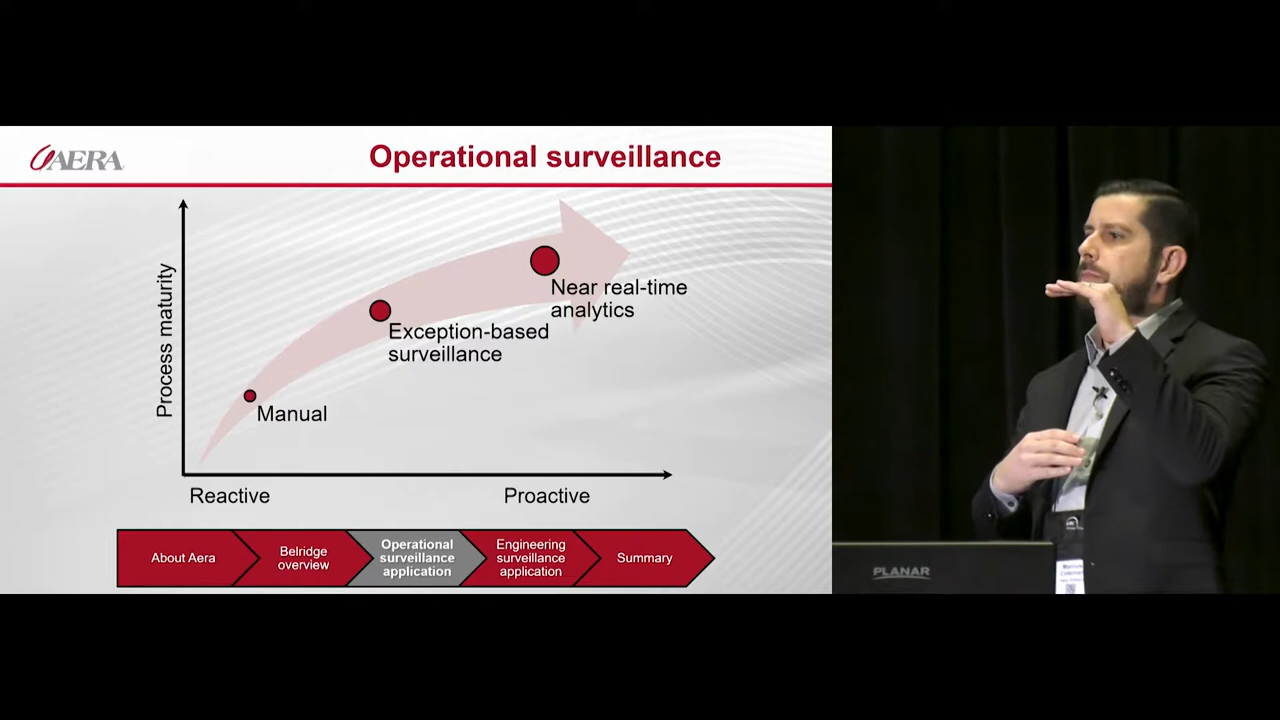 AERA
Operational surveillance
Process maturity
Near real-time
analytics
Exception-based
surveillance
Manual
Reactive
Proactive
About Aera
Belridge
overview
Operational
surveillance
application
Engineering
surveillance
application
Summary
PLANAR